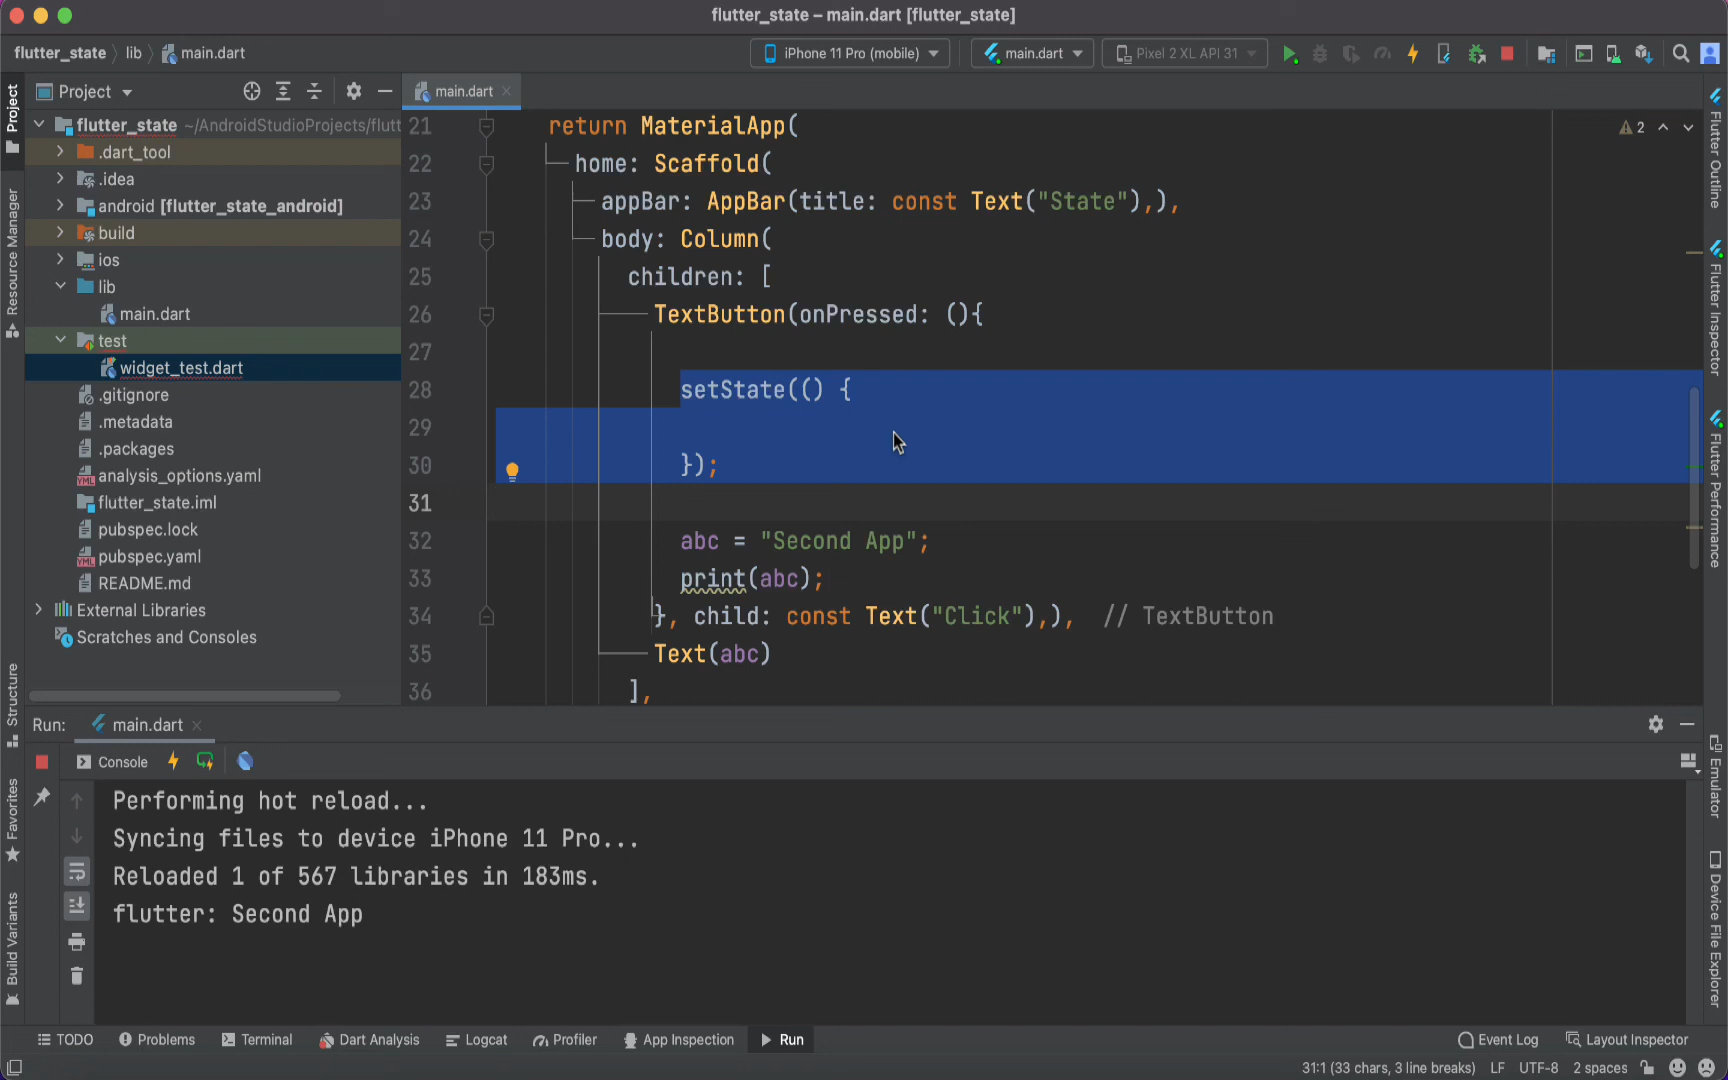 flutter_state – main.dart [flutter_state]
flutter_state lib main.dart
iPhone 11 Pro (mobile) main.dart Pixel 2 XL API 31
Project
main.dart
Project
Resource Manager
Structure
Favorites
Build Variants
flutter_state ~/AndroidStudioProjects/flutt
.dart_tool
.idea
android [flutter_state_android]
build
ios
lib
main.dart
test
widget_test.dart
.gitignore
.metadata
.packages
analysis_options.yaml
flutter_state.iml
pubspec.lock
pubspec.yaml
README.md
External Libraries
Scratches and Consoles
21 return MaterialApp(
22 home: Scaffold(
23 appBar: AppBar(title: const Text("State"),),
24 body: Column(
25 children: [
26 TextButton(onPressed: (){
27
28 setState(() {
29
30 });
31
32 abc = "Second App";
33 print(abc);
34 }, child: const Text("Click"),), // TextButton
35 Text(abc)
36 ],
2
Flutter Outline
Flutter Inspector
Flutter Performance
Emulator
Device File Explorer
Run: main.dart
Console
Performing hot reload...
Syncing files to device iPhone 11 Pro...
Reloaded 1 of 567 libraries in 183ms.
flutter: Second App
TODO Problems Terminal Dart Analysis Logcat Profiler App Inspection Run Event Log Layout Inspector
31:1 (33 chars, 3 line breaks) LF UTF-8 2 spaces